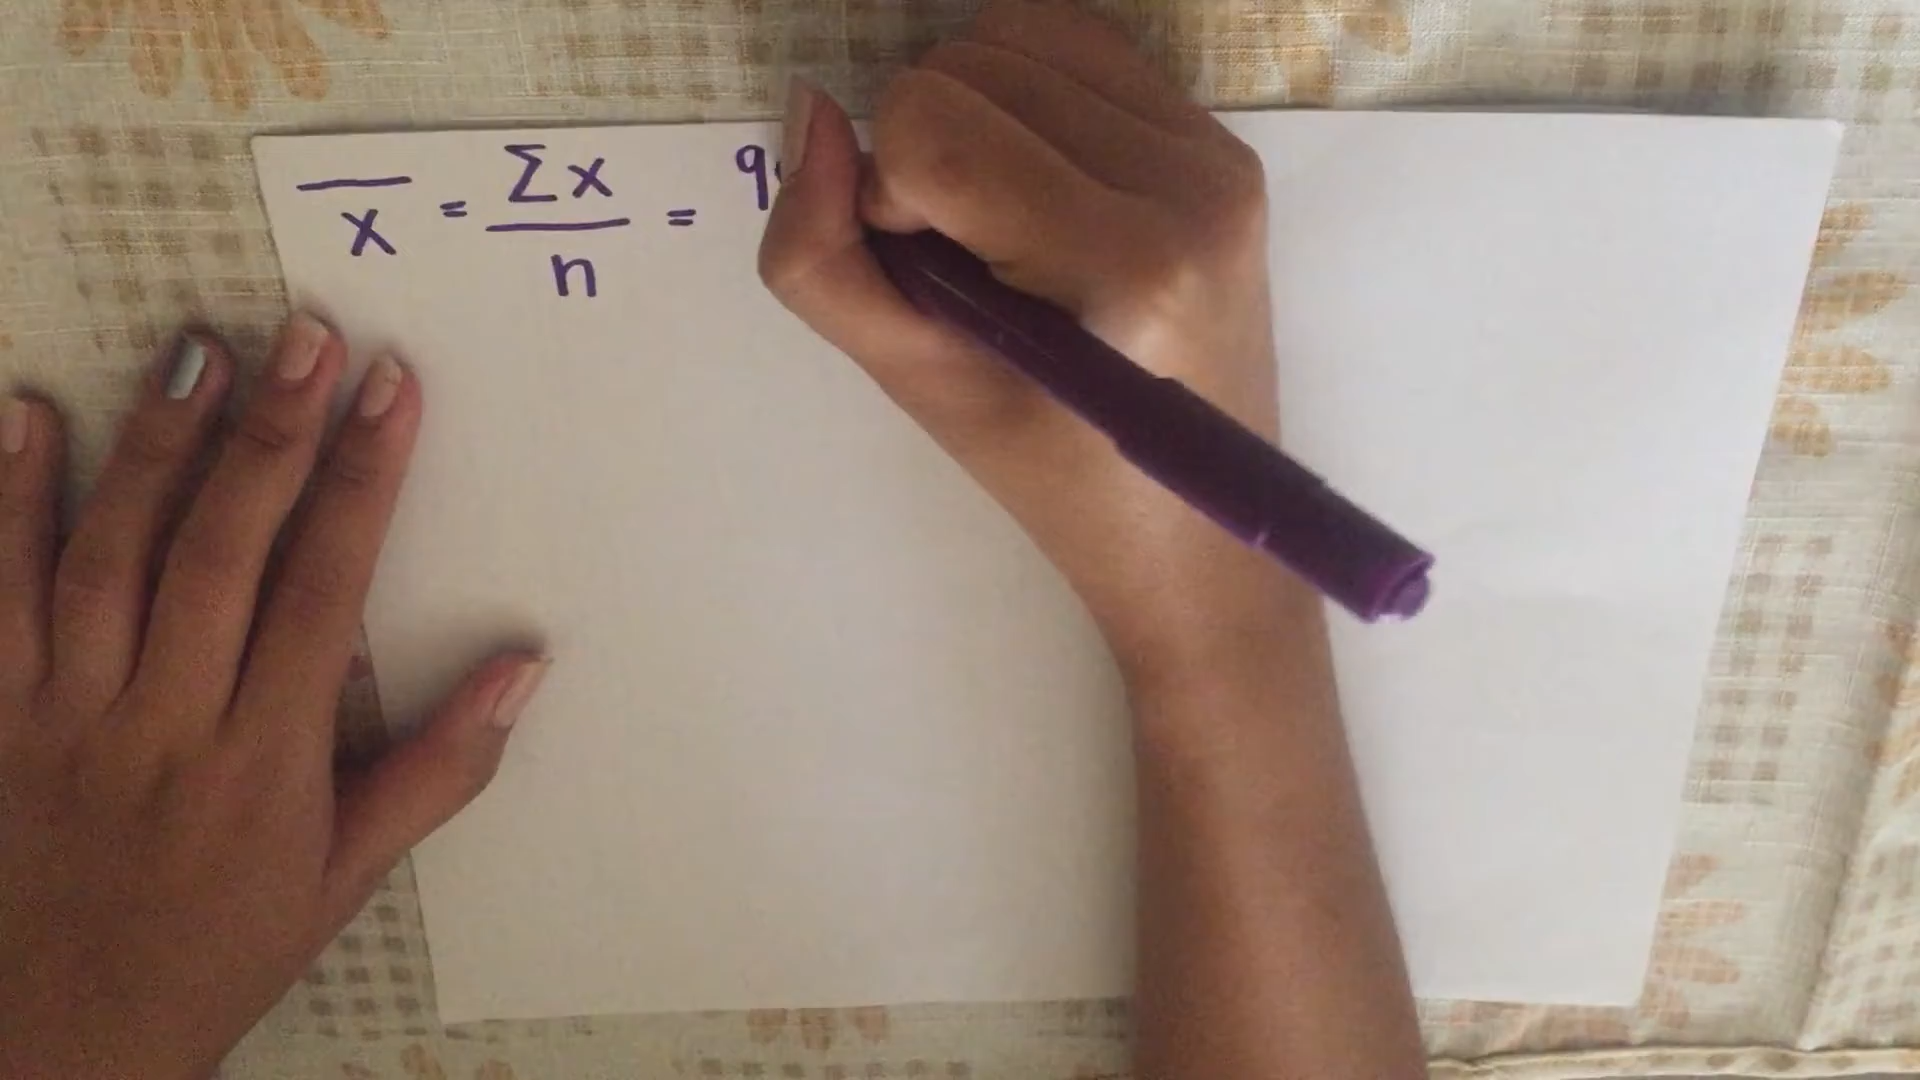 x̄ = Σx / n = 9